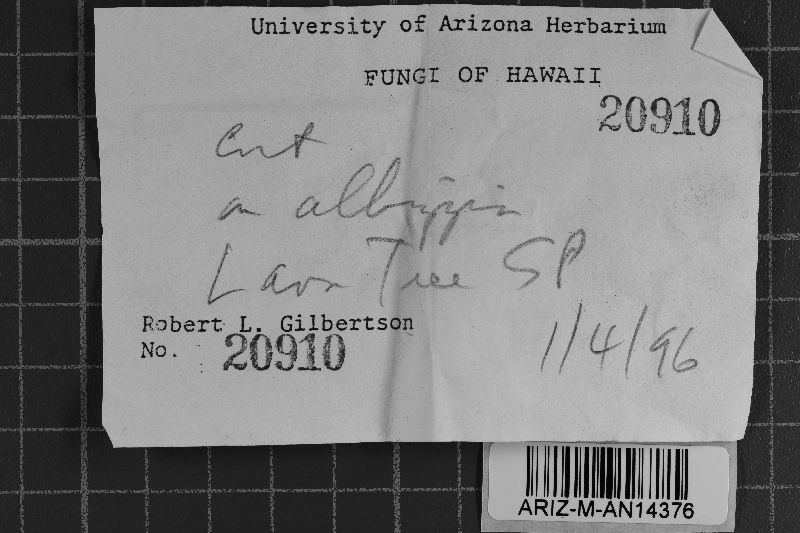 University of Arizona Herbarium
FUNGI OF HAWAII
20910
Cort
on albizzia
Lava Tree SP
Robert L. Gilbertson
No. 20910
1/4/96
ARIZ-M-AN14376